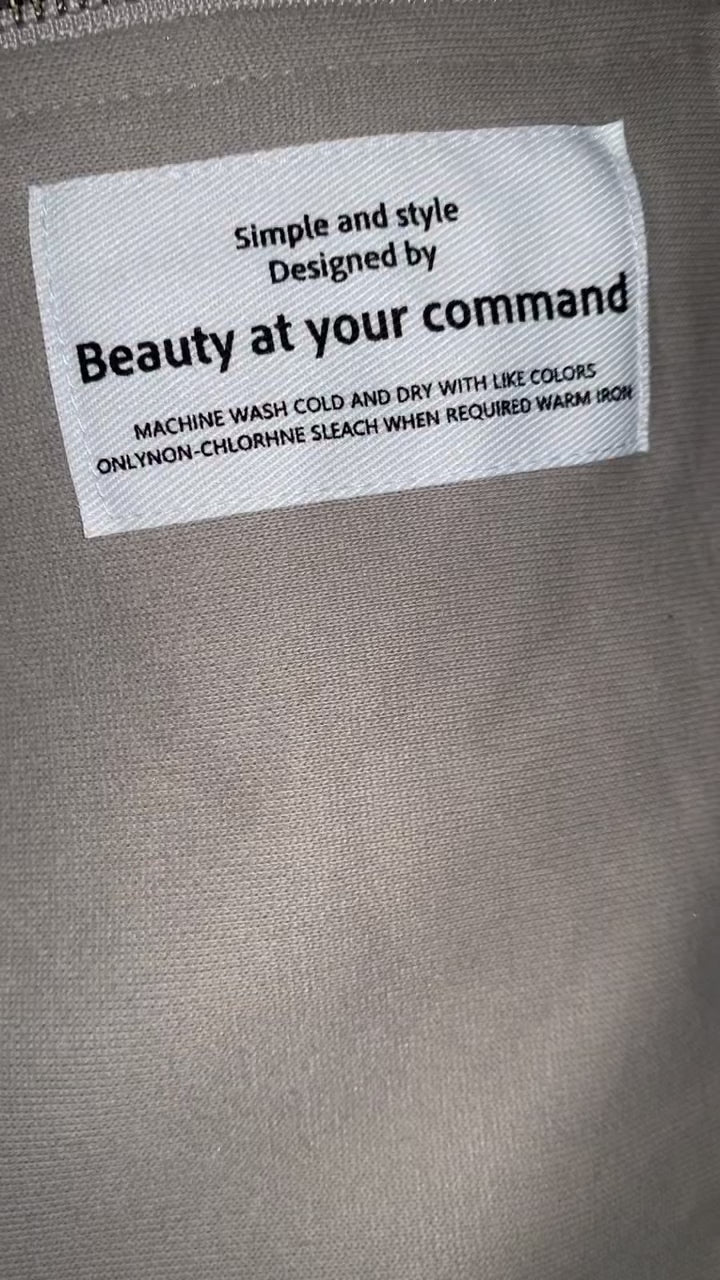 Simple and style
Designed by
Beauty at your command
MACHINE WASH COLD AND DRY WITH LIKE COLORS
ONLYNON-CHLORHNE SLEACH WHEN REQUIRED WARM IRON